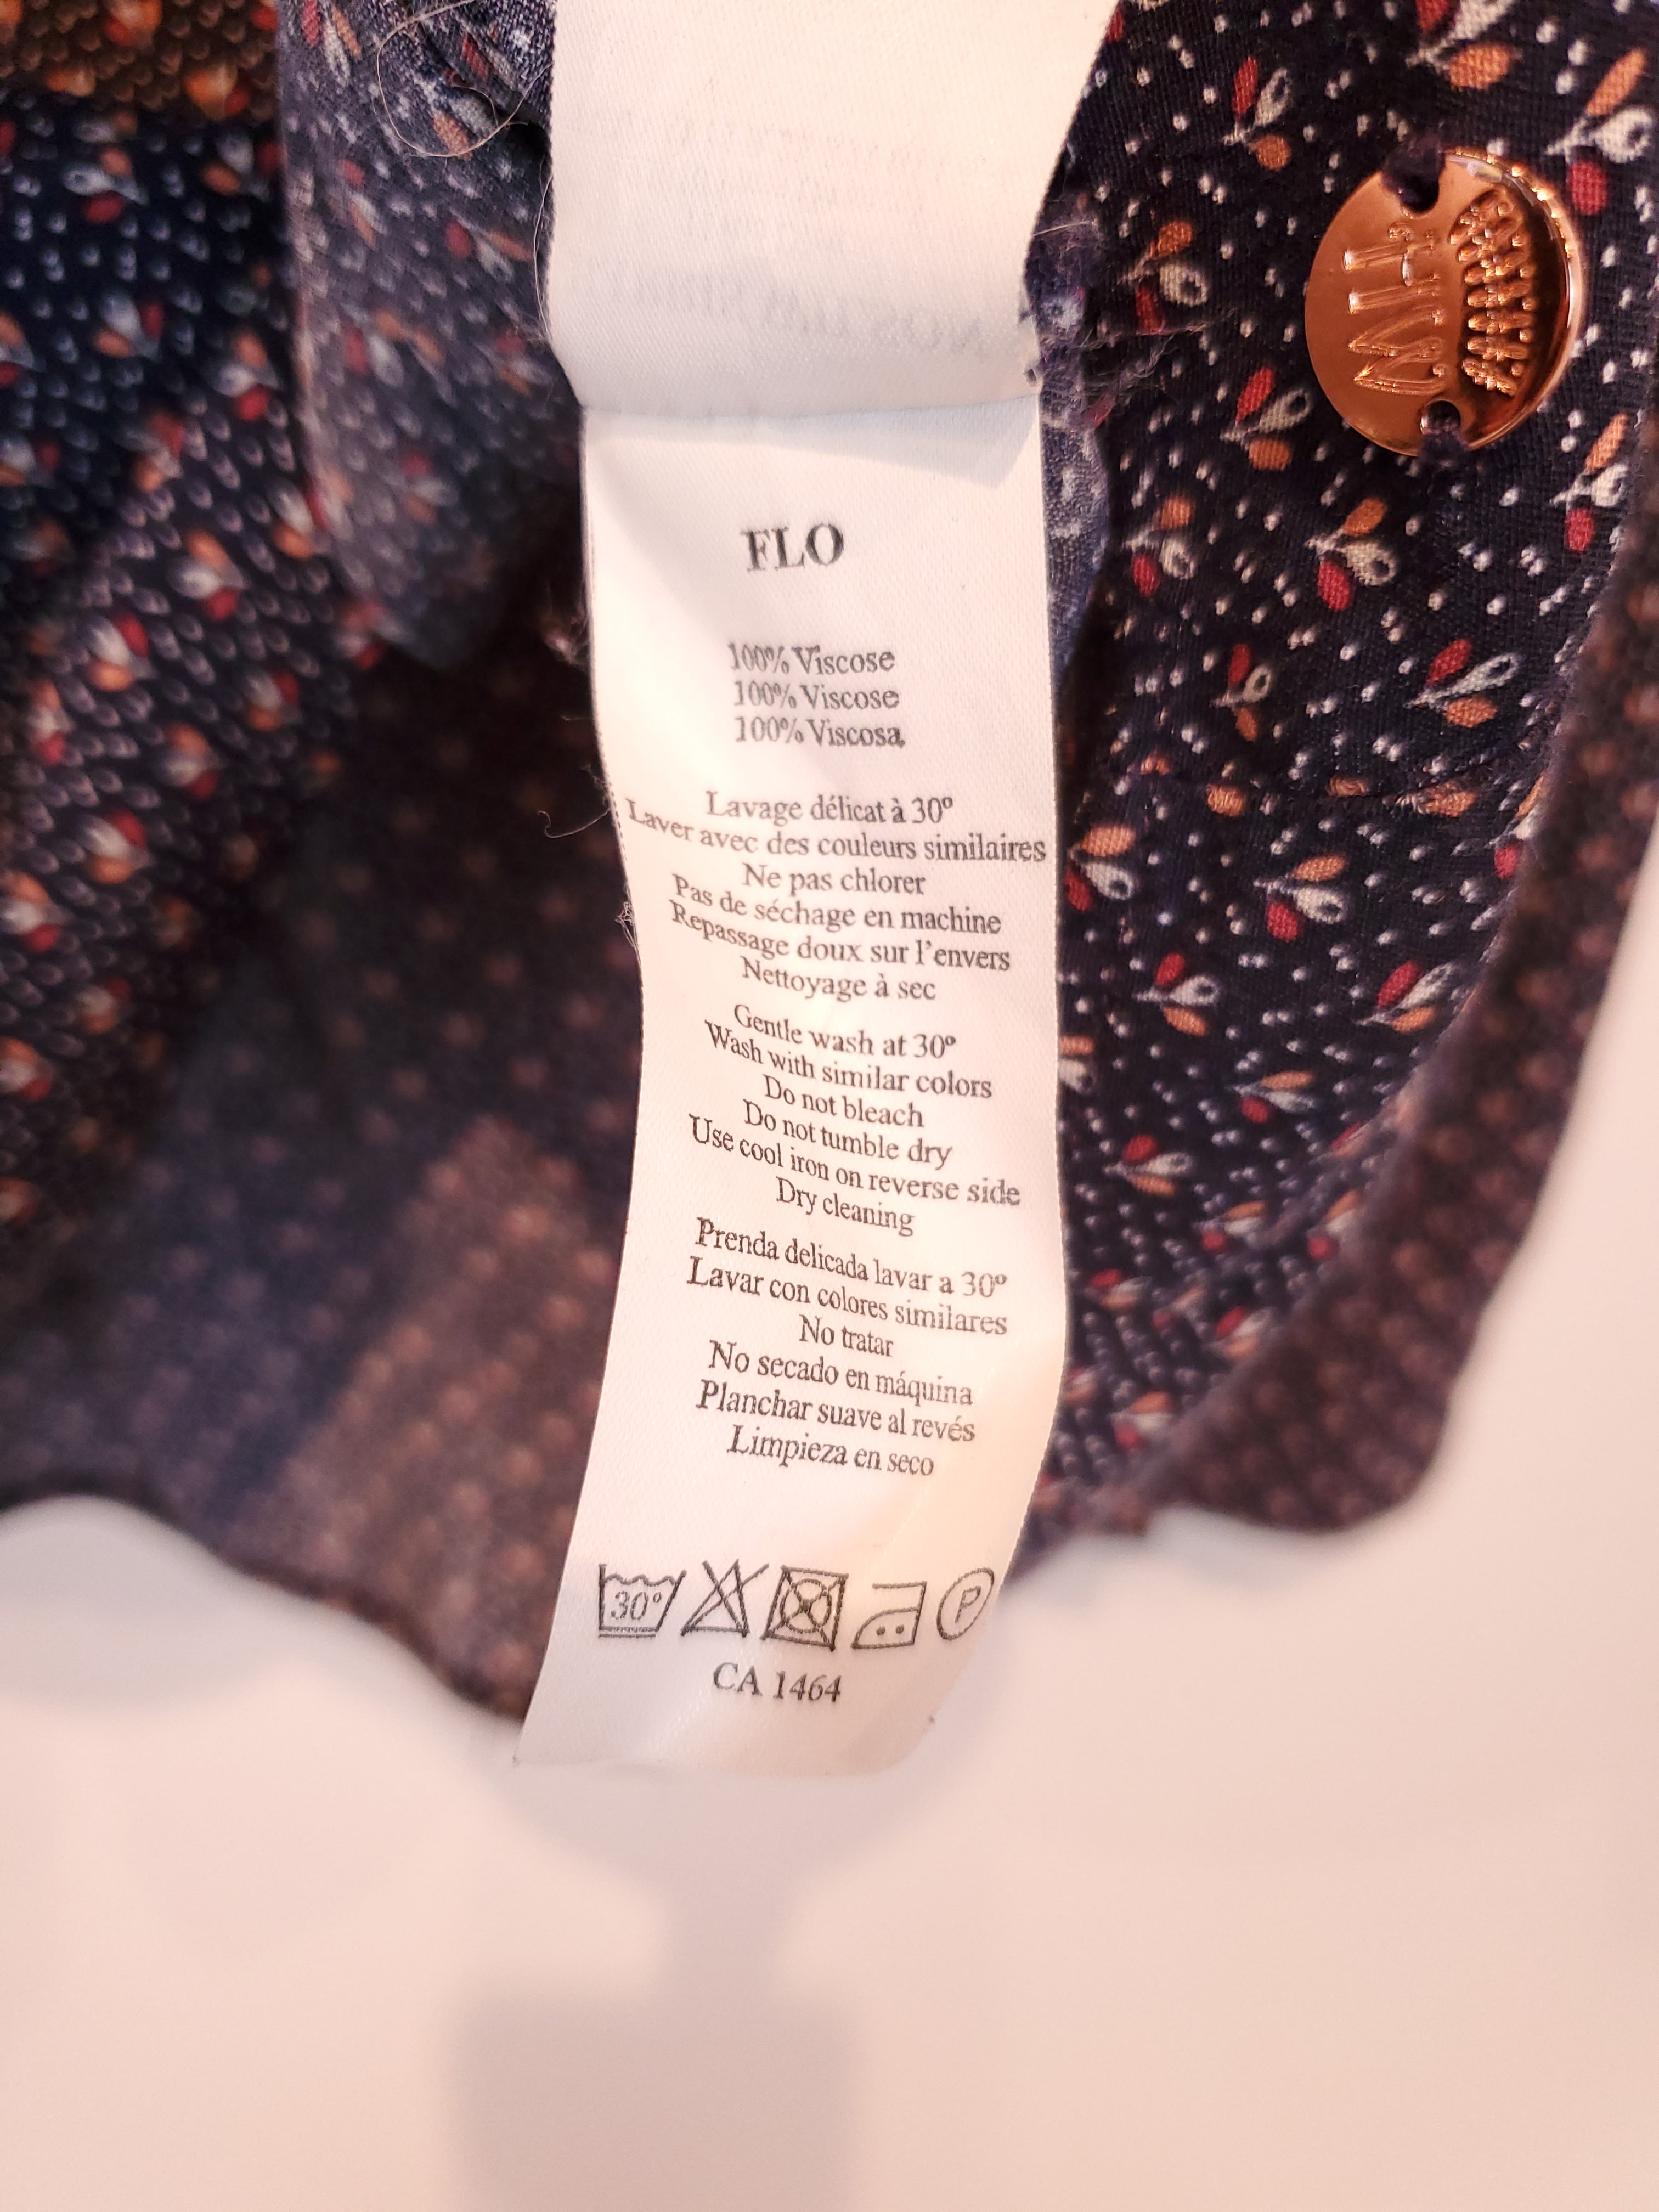 FLO
100% Viscose
100% Viscose
100% Viscosa
Lavage délicat à 30°
Laver avec des couleurs similaires
Ne pas chlorer
Pas de séchage en machine
Repassage doux sur l'envers
Nettoyage à sec
Gentle wash at 30°
Wash with similar colors
Do not bleach
Do not tumble dry
Use cool iron on reverse side
Dry cleaning
Prenda delicada lavar a 30°
Lavar con colores similares
No tratar
No secado en máquina
Planchar suave al revés
Limpieza en seco
30° P
CA 1464